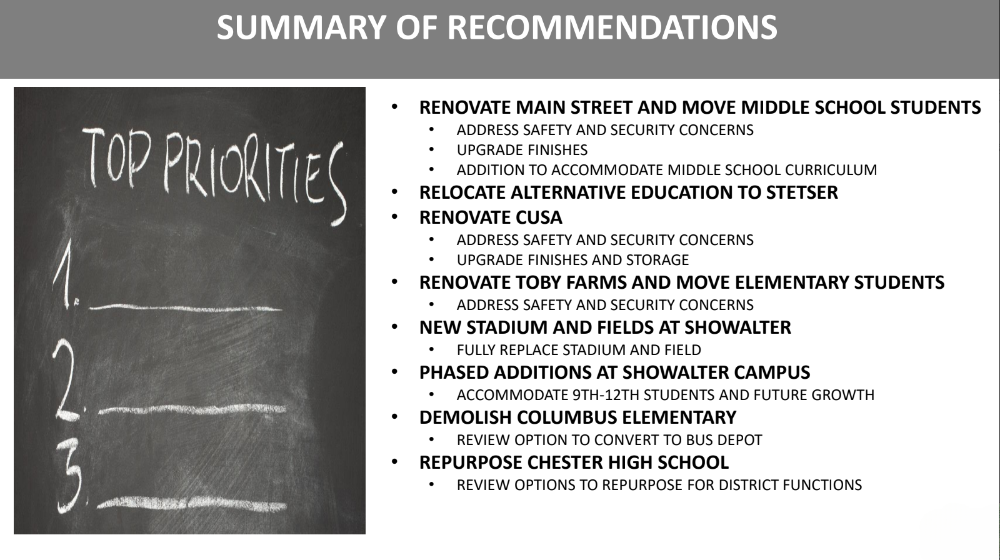 SUMMARY OF RECOMMENDATIONS
TOP PRIORITIES
1.
2.
3.
• RENOVATE MAIN STREET AND MOVE MIDDLE SCHOOL STUDENTS
• ADDRESS SAFETY AND SECURITY CONCERNS
• UPGRADE FINISHES
• ADDITION TO ACCOMMODATE MIDDLE SCHOOL CURRICULUM
• RELOCATE ALTERNATIVE EDUCATION TO STETSER
• RENOVATE CUSA
• ADDRESS SAFETY AND SECURITY CONCERNS
• UPGRADE FINISHES AND STORAGE
• RENOVATE TOBY FARMS AND MOVE ELEMENTARY STUDENTS
• ADDRESS SAFETY AND SECURITY CONCERNS
• NEW STADIUM AND FIELDS AT SHOWALTER
• FULLY REPLACE STADIUM AND FIELD
• PHASED ADDITIONS AT SHOWALTER CAMPUS
• ACCOMMODATE 9TH-12TH STUDENTS AND FUTURE GROWTH
• DEMOLISH COLUMBUS ELEMENTARY
• REVIEW OPTION TO CONVERT TO BUS DEPOT
• REPURPOSE CHESTER HIGH SCHOOL
• REVIEW OPTIONS TO REPURPOSE FOR DISTRICT FUNCTIONS